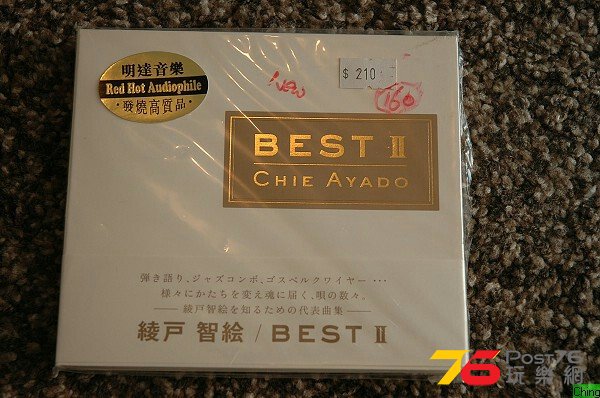 明達音樂
Red Hot Audiophile
·發燒高質品·
New
$ 210
160
BEST II
CHIE AYADO
弾き語り、ジャズコンボ、ゴスペルクワイヤー…
様々にかたちを変え魂に届く、唄の数々。
—綾戸智絵を知るための代表曲集—
綾戸 智絵 / BEST II
76 POST76
玩樂網
Ching